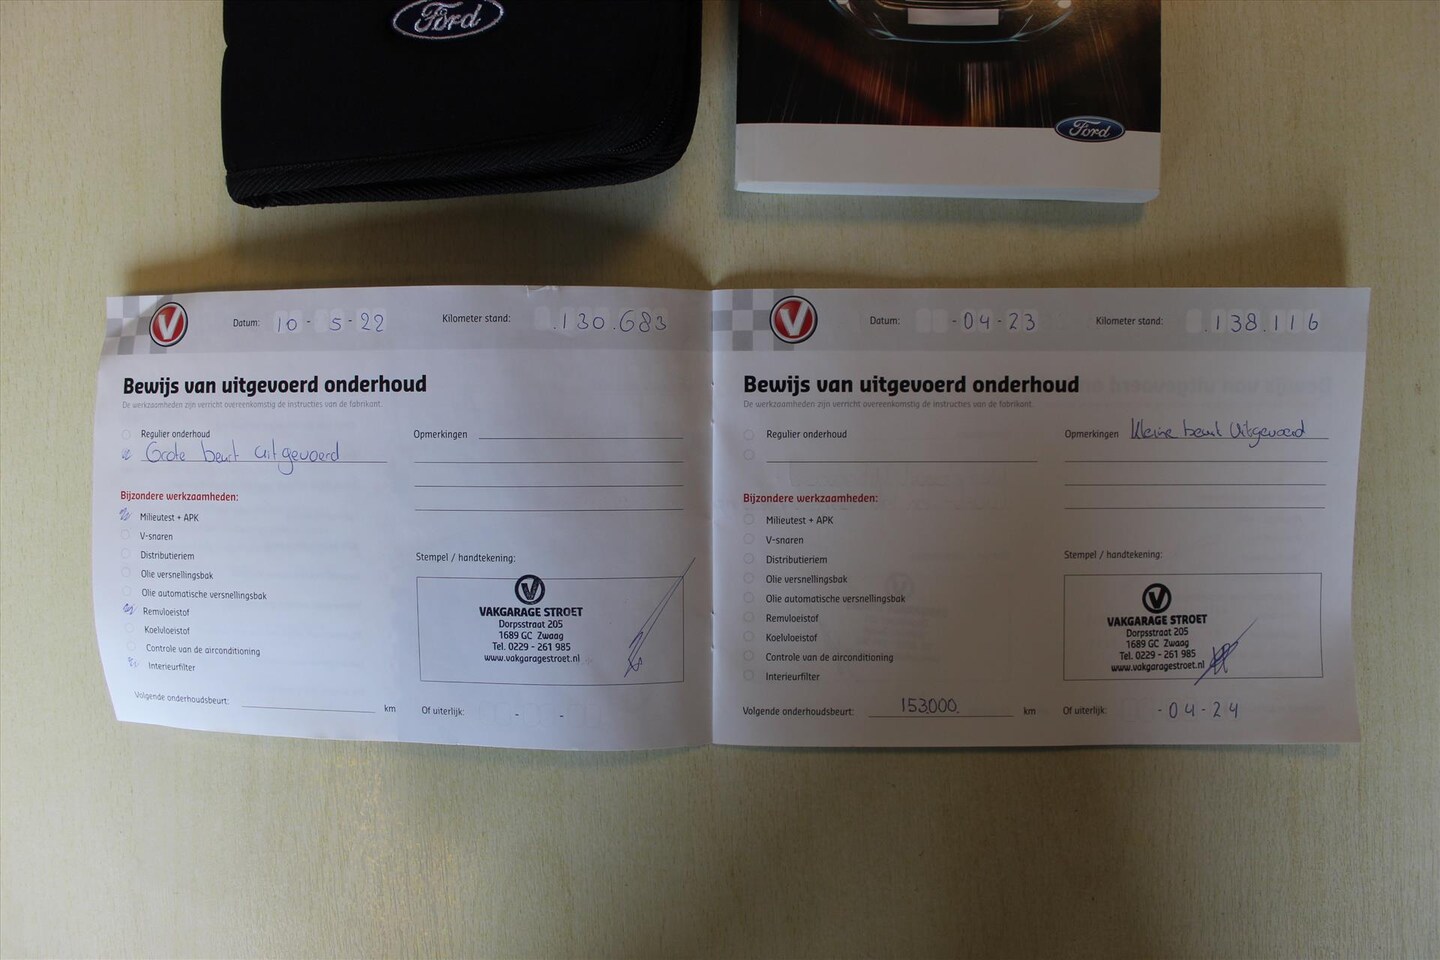 Ford
Ford
V
Datum: 10 - 5 - 22
Kilometer stand: .130.683
Bewijs van uitgevoerd onderhoud
De werkzaamheden zijn verricht overeenkomstig de instructies van de fabrikant.
Regulier onderhoud
Grote beurt uitgevoerd
Opmerkingen
Bijzondere werkzaamheden:
Milieutest + APK
V-snaren
Distributieriem
Olie versnellingsbak
Olie automatische versnellingsbak
Remvloeistof
Koelvloeistof
Controle van de airconditioning
Interieurfilter
Stempel / handtekening:
V
VAKGARAGE STROET
Dorpsstraat 205
1689 GC Zwaag
Tel. 0229 - 261 985
www.vakgaragestroet.nl
Volgende onderhoudsbeurt: km
Of uiterlijk: - -
V
Datum: -04-23
Kilometer stand: .138.116
Bewijs van uitgevoerd onderhoud
De werkzaamheden zijn verricht overeenkomstig de instructies van de fabrikant.
Regulier onderhoud
Opmerkingen Kleine beurt Uitgevoerd
Bijzondere werkzaamheden:
Milieutest + APK
V-snaren
Distributieriem
Olie versnellingsbak
Olie automatische versnellingsbak
Remvloeistof
Koelvloeistof
Controle van de airconditioning
Interieurfilter
Stempel / handtekening:
V
VAKGARAGE STROET
Dorpsstraat 205
1689 GC Zwaag
Tel. 0229 - 261 985
www.vakgaragestroet.nl
Volgende onderhoudsbeurt: 153.000. km
Of uiterlijk: -04-24